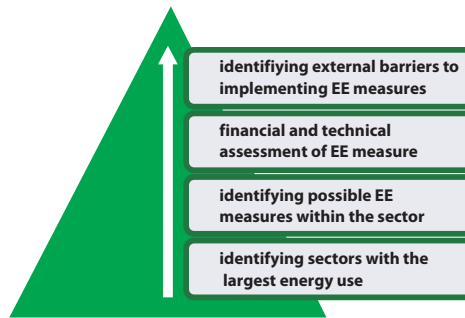 identifiying external barriers to
implementing EE measures
financial and technical
assessment of EE measure
identifying possible EE
measures within the sector
identifying sectors with the
largest energy use